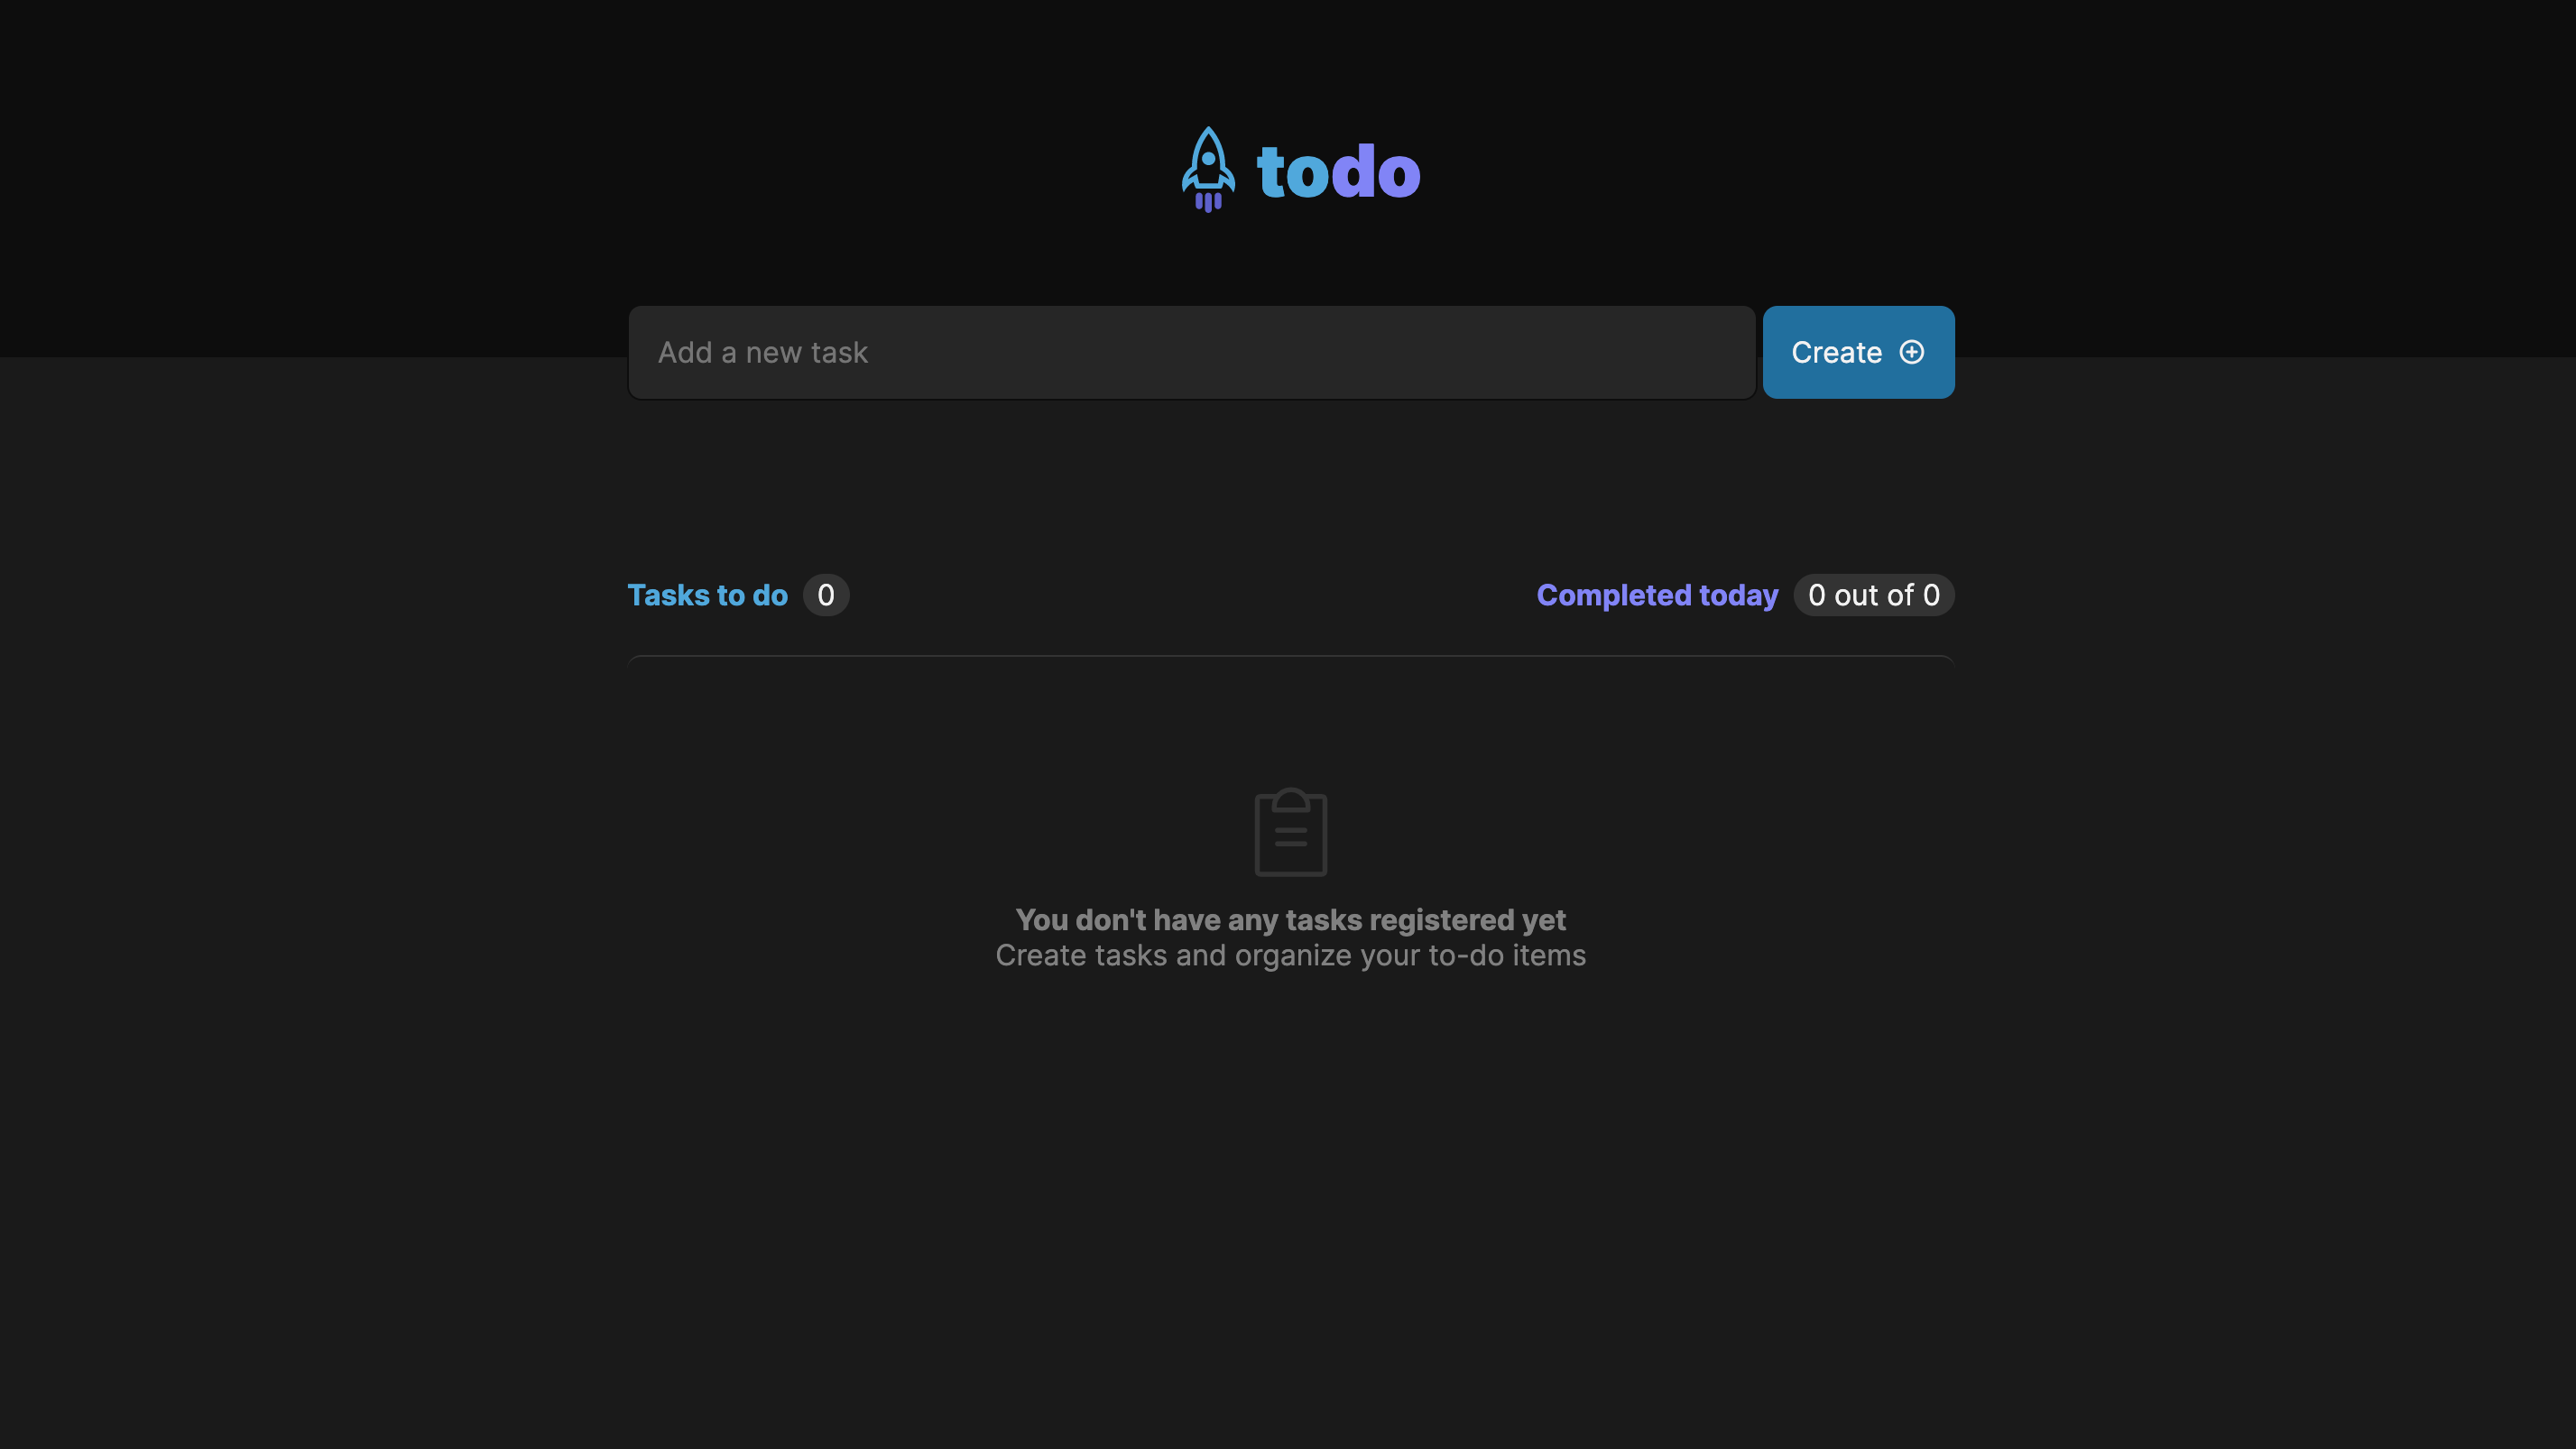 todo
Add a new task
Create
Tasks to do 0
Completed today 0 out of 0
You don't have any tasks registered yet
Create tasks and organize your to-do items